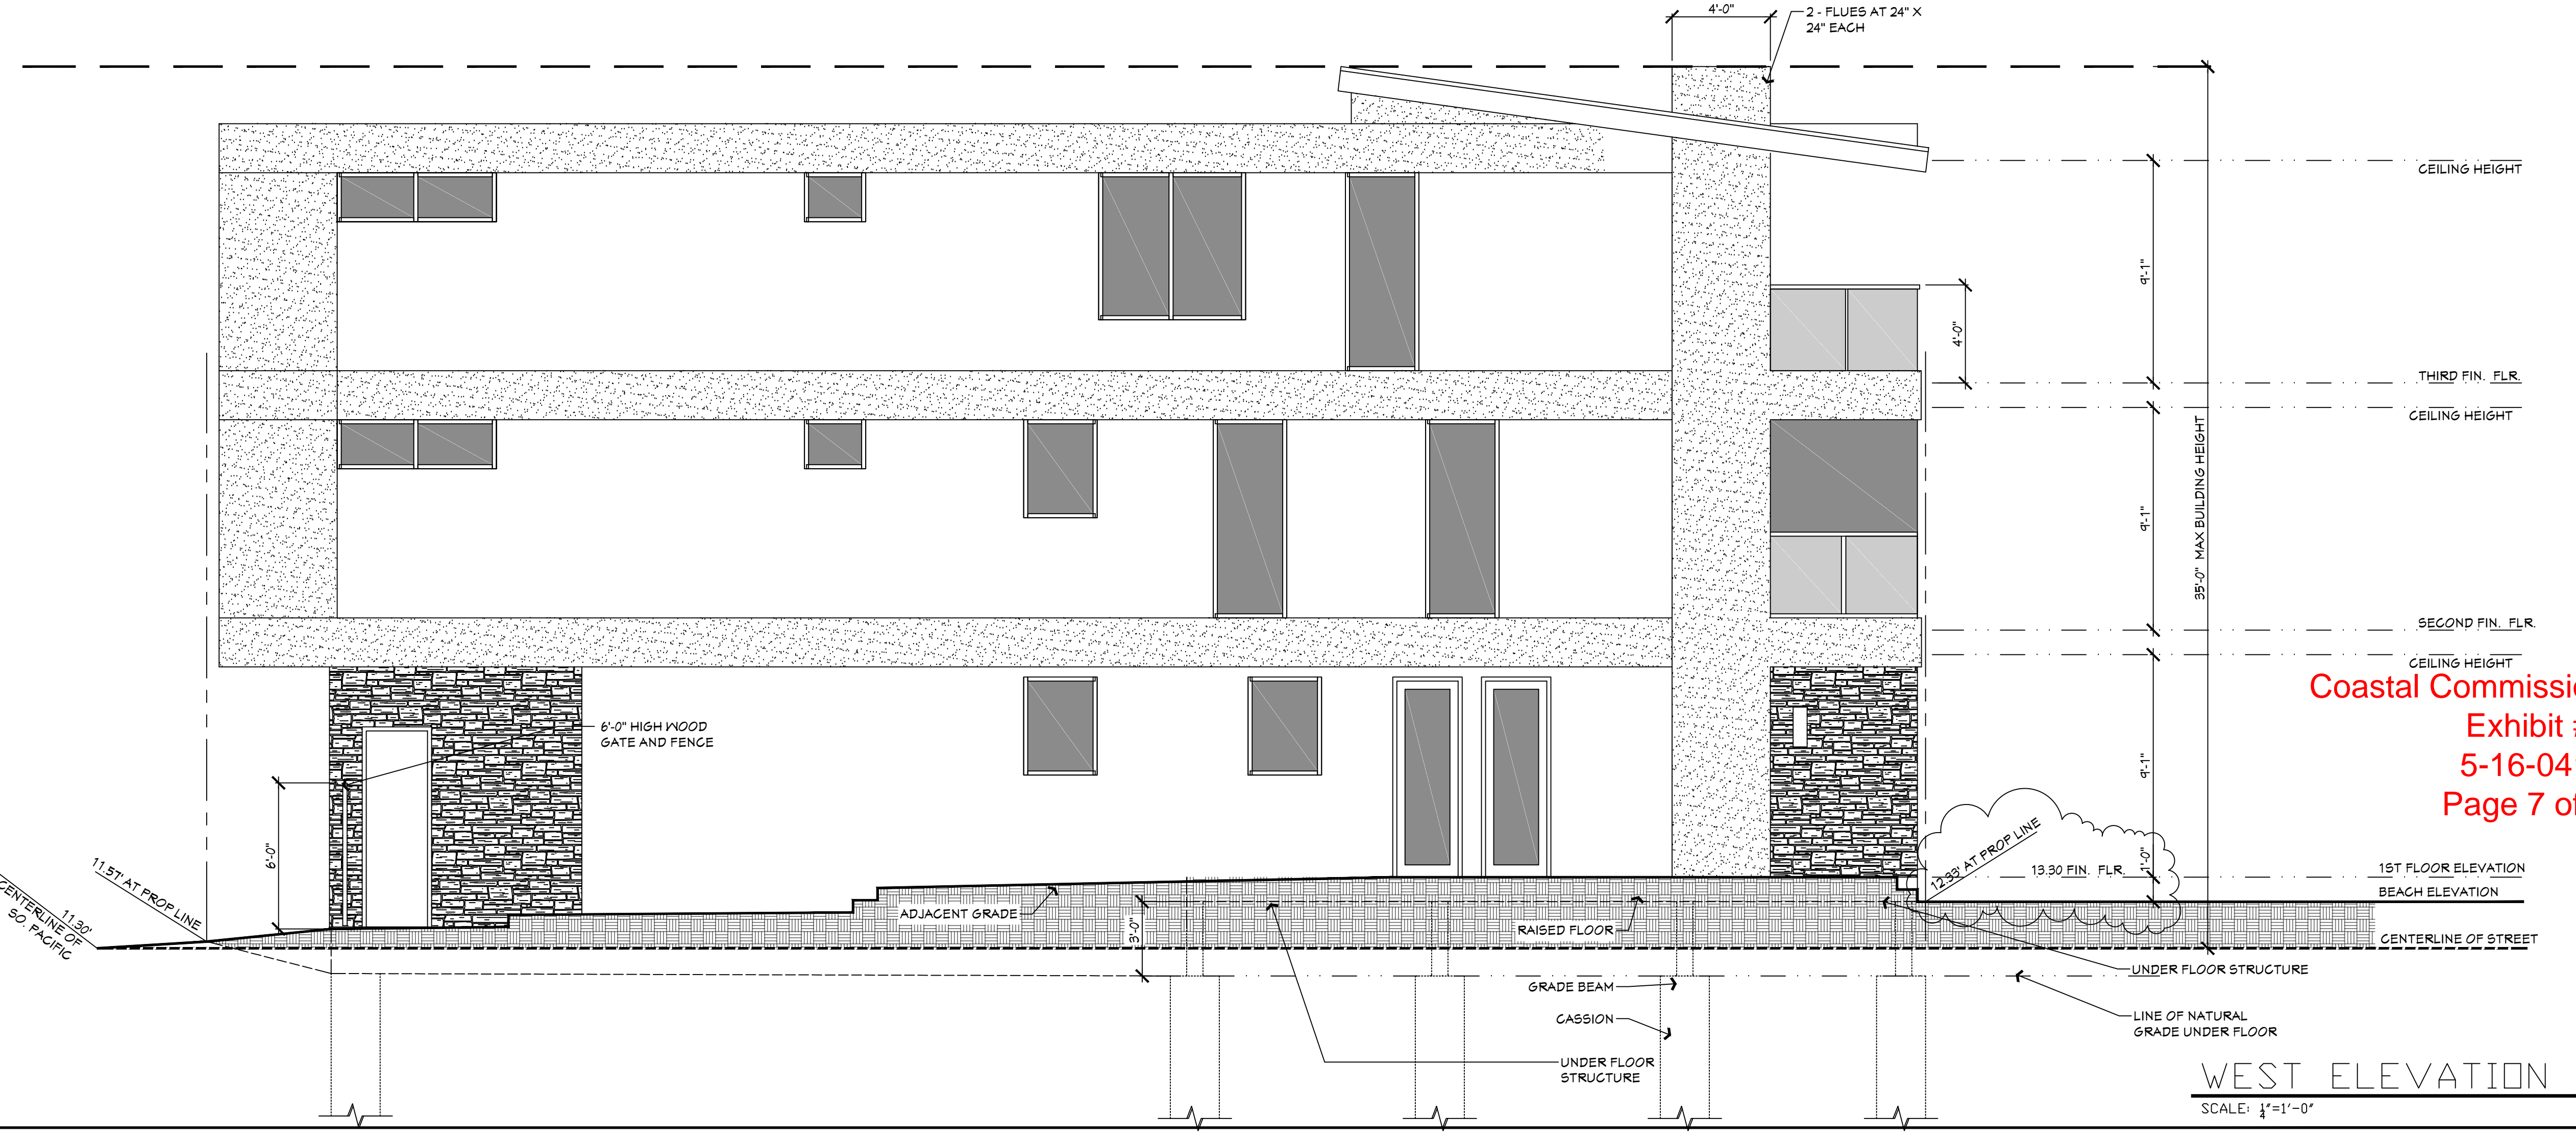 4'-0"
2 - FLUES AT 24" X
24" EACH
CEILING HEIGHT
9'-1"
4'-0"
THIRD FIN. FLR.
CEILING HEIGHT
35'-0" MAX BUILDING HEIGHT
9'-1"
SECOND FIN. FLR.
CEILING HEIGHT
Coastal Commissi
Exhibit
5-16-04
Page 7 of
6'-0" HIGH WOOD
GATE AND FENCE
9'-1"
6'-0"
11.57' AT PROP LINE
11.30'
CENTERLINE OF
SO. PACIFIC
12.33' AT PROP LINE
13.30 FIN. FLR.
1'-0"
1ST FLOOR ELEVATION
BEACH ELEVATION
ADJACENT GRADE
3'-0"
RAISED FLOOR
CENTERLINE OF STREET
UNDER FLOOR STRUCTURE
GRADE BEAM
CASSION
LINE OF NATURAL
GRADE UNDER FLOOR
UNDER FLOOR
STRUCTURE
WEST ELEVATION
SCALE: 1/4"=1'-0"